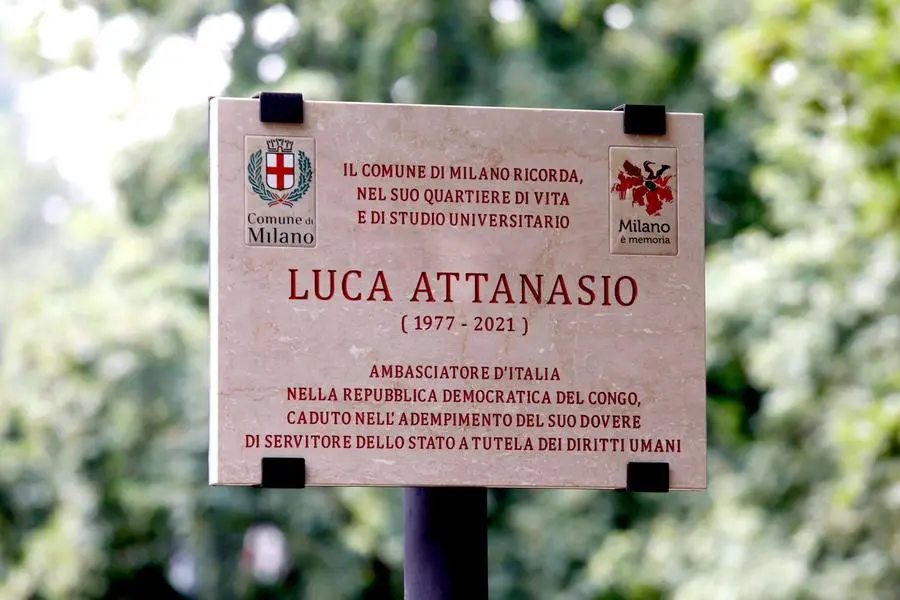 Comune di
Milano
IL COMUNE DI MILANO RICORDA,
NEL SUO QUARTIERE DI VITA
E DI STUDIO UNIVERSITARIO
Milano
è memoria
LUCA ATTANASIO
( 1977 - 2021 )
AMBASCIATORE D'ITALIA
NELLA REPUBBLICA DEMOCRATICA DEL CONGO,
CADUTO NELL'ADEMPIMENTO DEL SUO DOVERE
DI SERVITORE DELLO STATO A TUTELA DEI DIRITTI UMANI